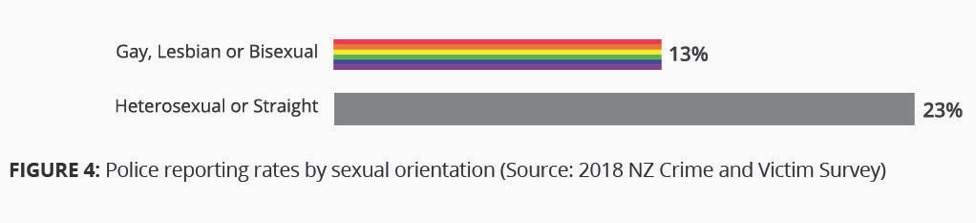 Gay, Lesbian or Bisexual 13%
Heterosexual or Straight 23%
FIGURE 4: Police reporting rates by sexual orientation (Source: 2018 NZ Crime and Victim Survey)